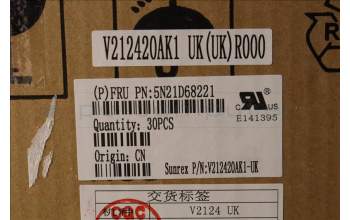 V212420AK1 UK(UK)R000
(P)FRU PN:5N21D68221
Quantity: 30PCS
E141395
Origin: CN
Sunrex P/N:V212420AK1-UK
交货标签
V2124 UK